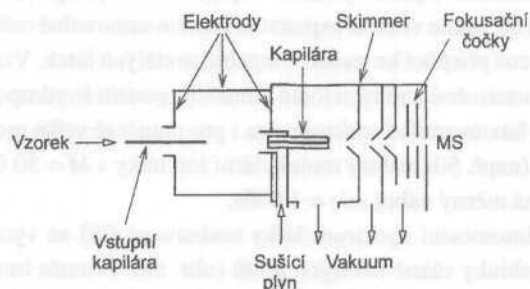 Elektrody
Skimmer
Fokusační
čočky
Kapilára
Vzorek
MS
Vstupní
kapilára
Sušící
plyn
Vakuum